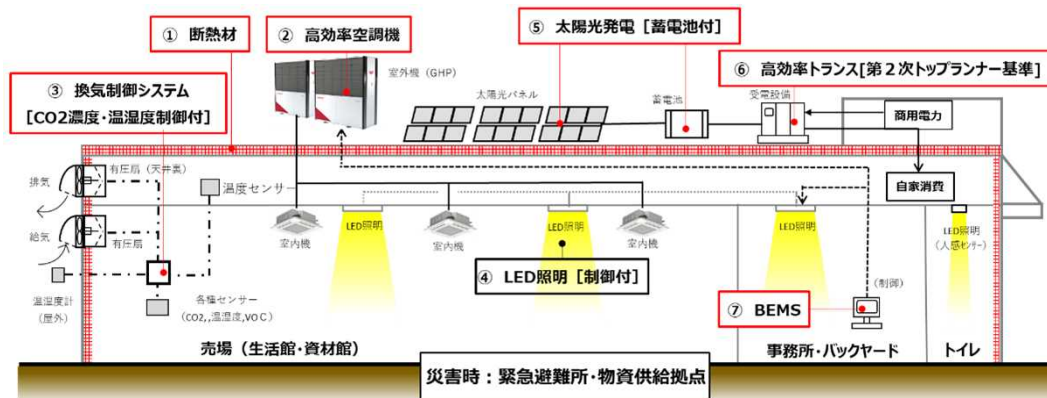 ① 断熱材
② 高効率空調機
⑤ 太陽光発電［蓄電池付］
⑥ 高効率トランス[第２次トップランナー基準]
③ 換気制御システム
[CO2濃度・温湿度制御付]
室外機（GHP）
太陽光パネル
蓄電池
受電設備
商用電力
自家消費
有圧扇（天井裏）
排気
温度センサー
給気
有圧扇
室内機
LED照明
室内機
LED照明
室内機
LED照明
LED照明
(人感センサー)
④ LED照明［制御付］
温湿度計
(屋外)
各種センサー
(CO2,,温湿度,VOC)
(制御)
⑦ BEMS
売場（生活館・資材館）
事務所・バックヤード
トイレ
災害時：緊急避難所・物資供給拠点